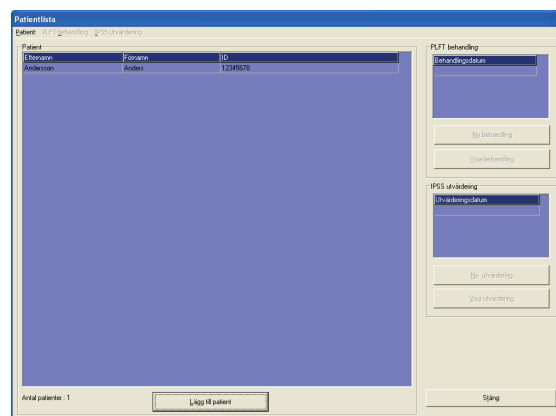 Patientlista
Patient PLFT behandling IPSS-utvärdering
Patient
Efternamn Förnamn ID
Andersson Anders 12345678
Antal patienter : 1
Lägg till patient
PLFT behandling
Behandlingsdatum
Ny behandling
Visa behandling
IPSS utvärdering
Utvärderingsdatum
Ny utvärdering
Visa utvärdering
Stäng